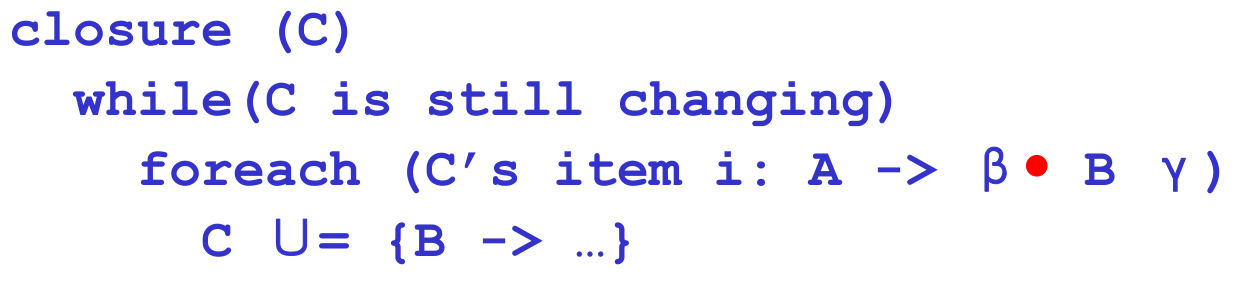 closure (C)
while(C is still changing)
foreach (C’s item i: A -> β• B γ)
C ∪= {B -> …}